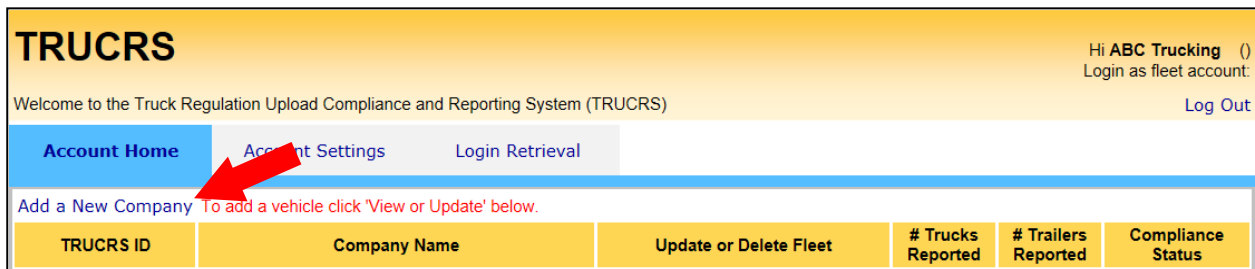 TRUCRS
Hi ABC Trucking ()
Login as fleet account:
Welcome to the Truck Regulation Upload Compliance and Reporting System (TRUCRS)
Log Out
Account Home Account Settings Login Retrieval
Add a New Company To add a vehicle click 'View or Update' below.
TRUCRS ID Company Name Update or Delete Fleet # Trucks Reported # Trailers Reported Compliance Status